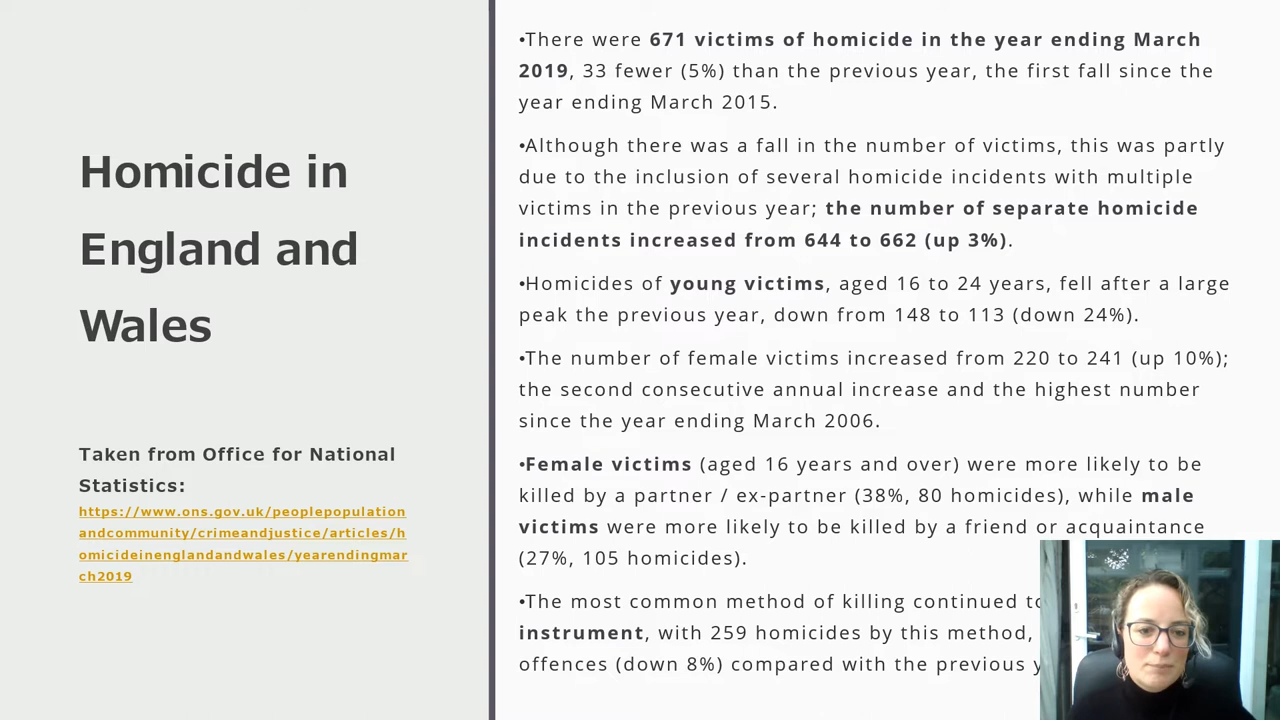 Homicide in
England and
Wales
Taken from Office for National
Statistics:
https://www.ons.gov.uk/peoplepopulation
andcommunity/crimeandjustice/articles/h
omicideinenglandandwales/yearendingmar
ch2019
•There were 671 victims of homicide in the year ending March
2019, 33 fewer (5%) than the previous year, the first fall since the
year ending March 2015.
•Although there was a fall in the number of victims, this was partly
due to the inclusion of several homicide incidents with multiple
victims in the previous year; the number of separate homicide
incidents increased from 644 to 662 (up 3%).
•Homicides of young victims, aged 16 to 24 years, fell after a large
peak the previous year, down from 148 to 113 (down 24%).
•The number of female victims increased from 220 to 241 (up 10%);
the second consecutive annual increase and the highest number
since the year ending March 2006.
•Female victims (aged 16 years and over) were more likely to be
killed by a partner / ex-partner (38%, 80 homicides), while male
victims were more likely to be killed by a friend or acquaintance
(27%, 105 homicides).
•The most common method of killing continued
instrument, with 259 homicides by this method,
offences (down 8%) compared with the previous